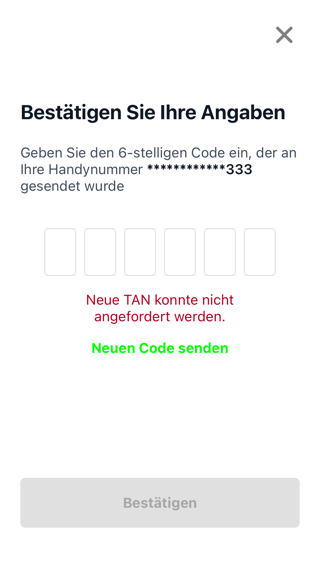 Bestätigen Sie Ihre Angaben
Geben Sie den 6-stelligen Code ein, der an
Ihre Handynummer ************333
gesendet wurde
Neue TAN konnte nicht
angefordert werden.
Neuen Code senden
Bestätigen